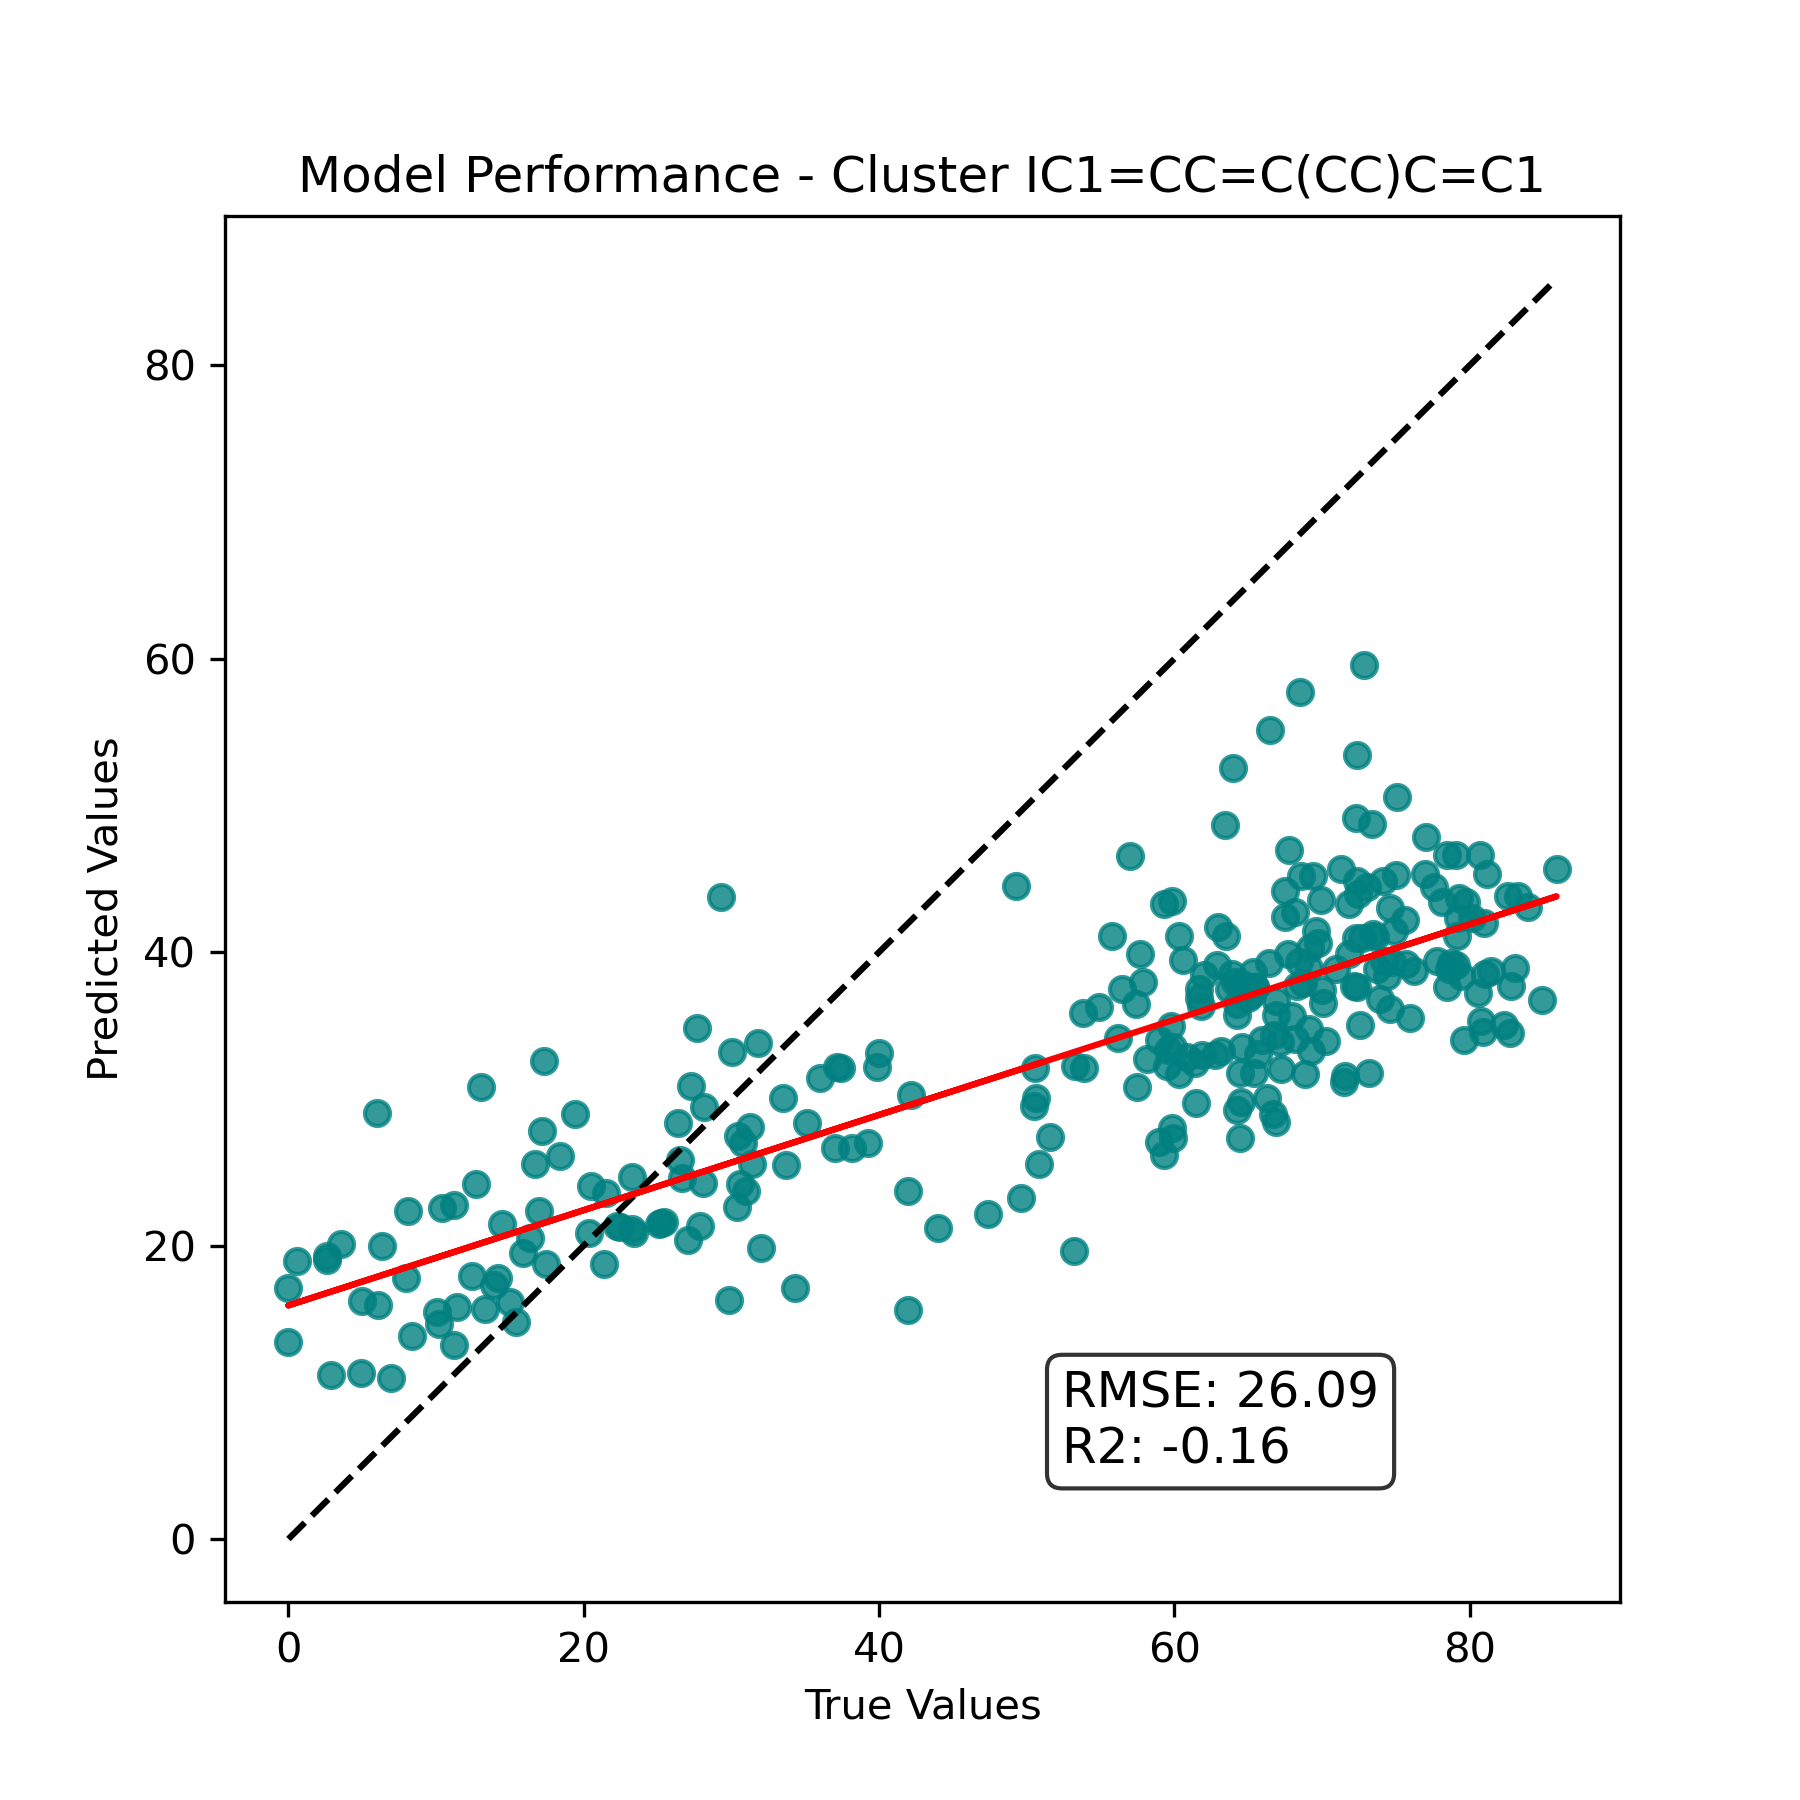 Model Performance - Cluster IC1=CC=C(CC)C=C1
80
60
40
20
0
Predicted Values
RMSE: 26.09
R2: -0.16
0 20 40 60 80
True Values